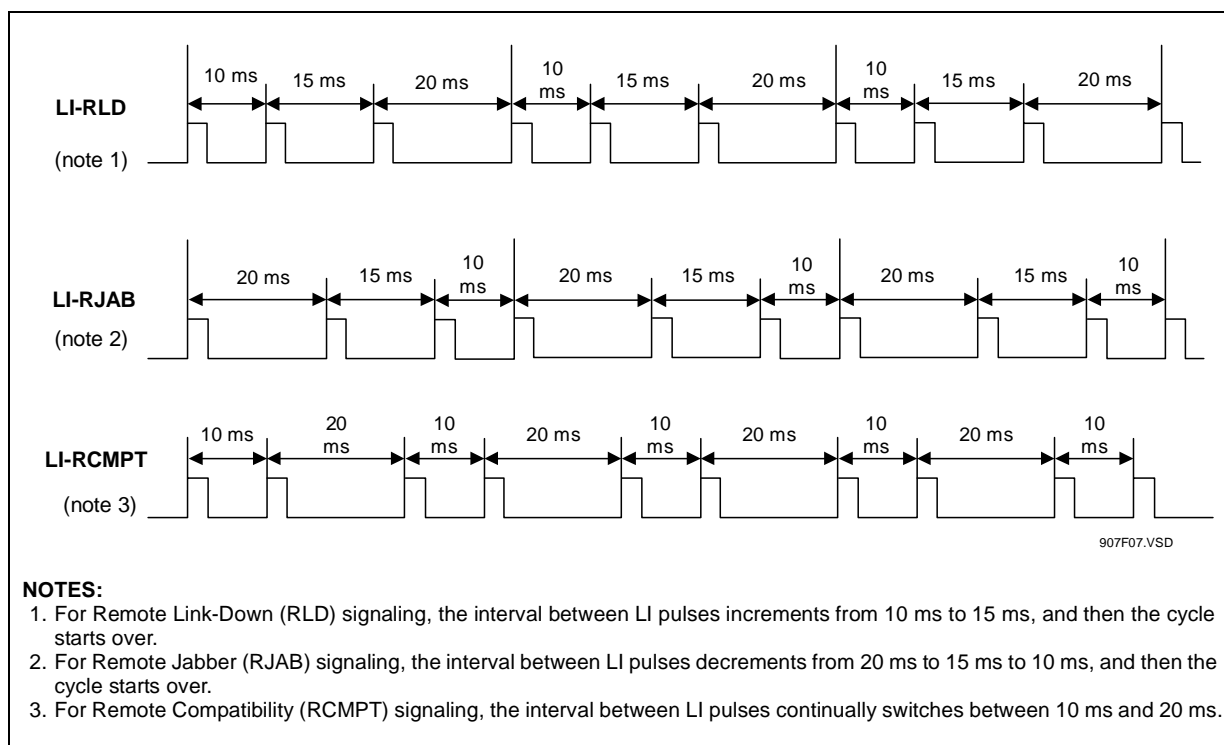 10 ms 15 ms 20 ms 10 ms 15 ms 20 ms 10 ms 15 ms 20 ms
LI-RLD
(note 1)
20 ms 15 ms 10 ms 20 ms 15 ms 10 ms 20 ms 15 ms 10 ms
LI-RJAB
(note 2)
10 ms 20 ms 10 ms 20 ms 10 ms 20 ms 10 ms 20 ms 10 ms
LI-RCMPT
(note 3)
907F07.VSD
NOTES:
1. For Remote Link-Down (RLD) signaling, the interval between LI pulses increments from 10 ms to 15 ms, and then the cycle
starts over.
2. For Remote Jabber (RJAB) signaling, the interval between LI pulses decrements from 20 ms to 15 ms to 10 ms, and then the
cycle starts over.
3. For Remote Compatibility (RCMPT) signaling, the interval between LI pulses continually switches between 10 ms and 20 ms.